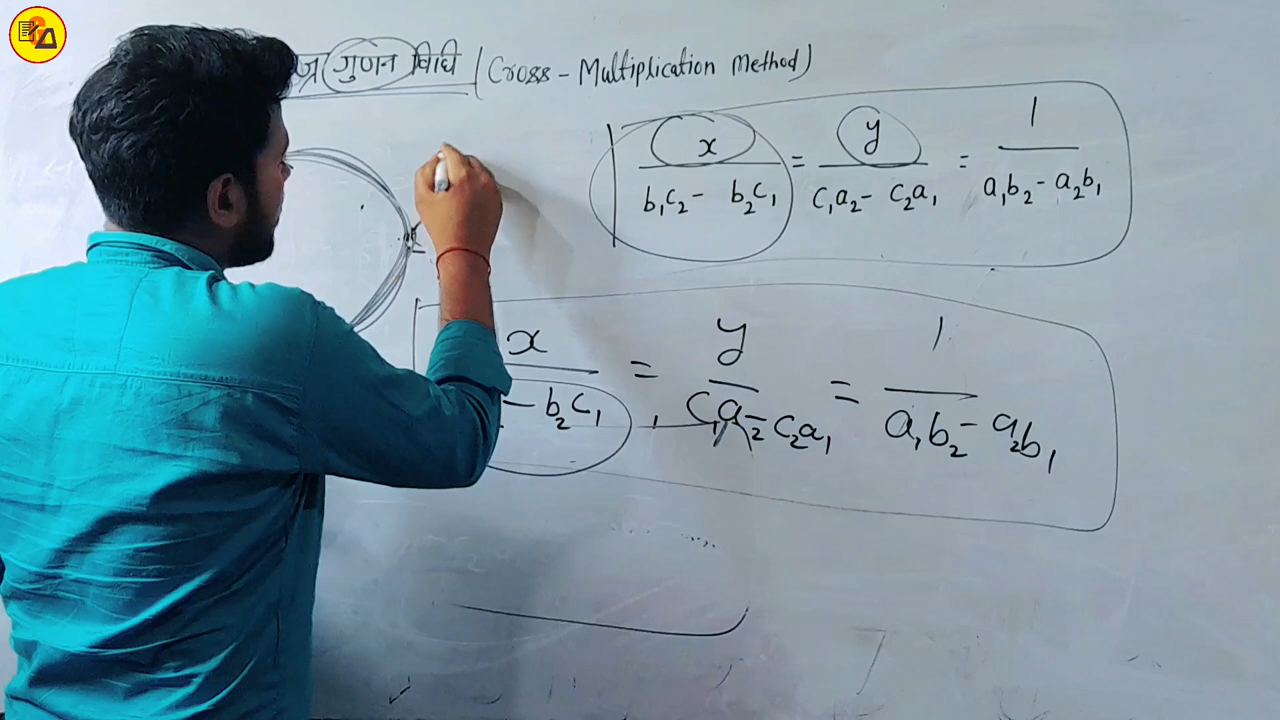 गुणन विधि (Cross-Multiplication Method)
x / b₁c₂ - b₂c₁ = y / c₁a₂ - c₂a₁ = 1 / a₁b₂ - a₂b₁
x / - b₂c₁ = y / c₁a₂ - c₂a₁ = 1 / a₁b₂ - a₂b₁